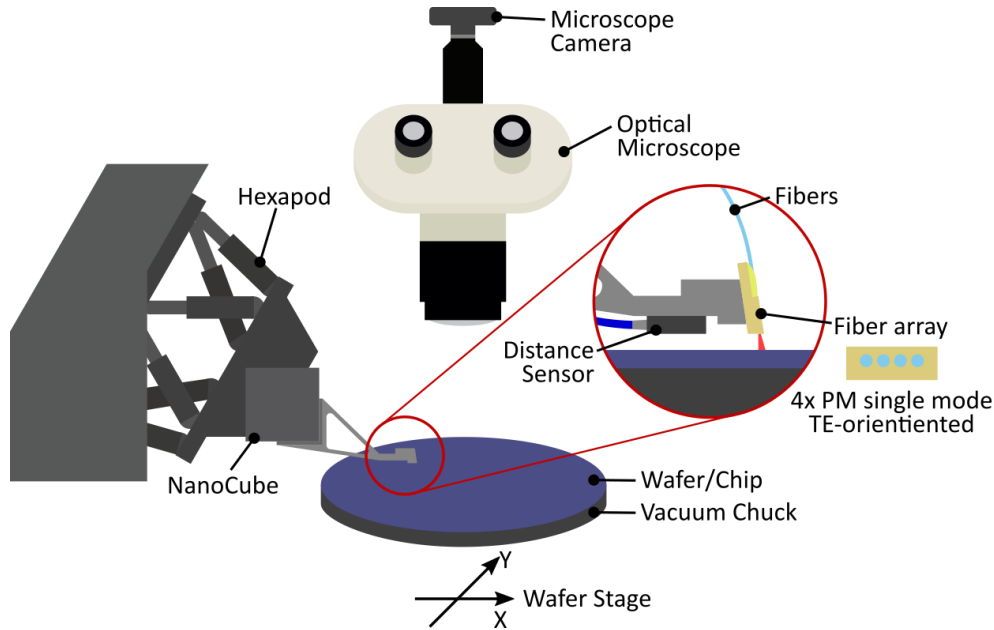 Microscope
Camera
Optical
Microscope
Hexapod
Fibers
Fiber array
Distance
Sensor
4x PM single mode
TE-orientiented
NanoCube
Wafer/Chip
Vacuum Chuck
Y
Wafer Stage
X